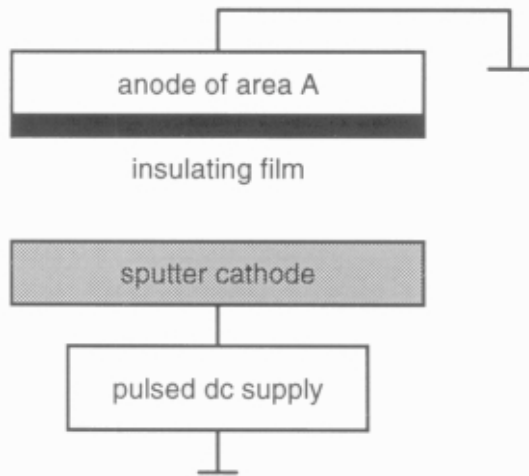 anode of area A
insulating film
sputter cathode
pulsed dc supply